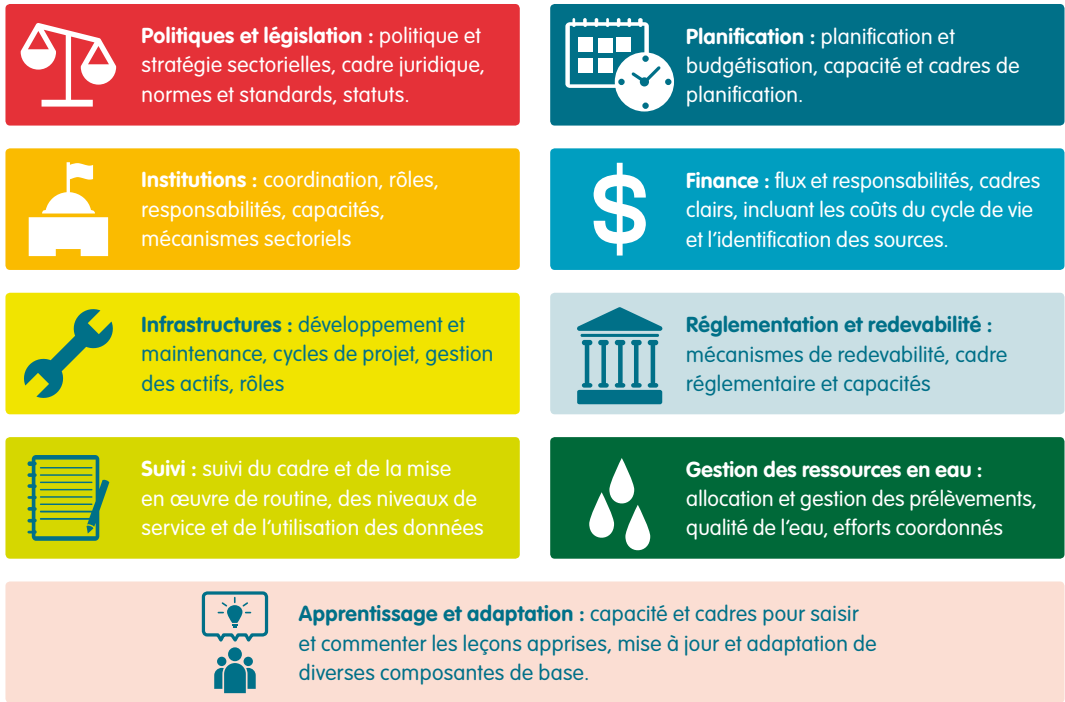 Politiques et législation : politique et
stratégie sectorielles, cadre juridique,
normes et standards, statuts.
Planification : planification et
budgétisation, capacité et cadres de
planification.
Institutions : coordination, rôles,
responsabilités, capacités,
mécanismes sectoriels
Finance : flux et responsabilités, cadres
clairs, incluant les coûts du cycle de vie
et l'identification des sources.
Infrastructures : développement et
maintenance, cycles de projet, gestion
des actifs, rôles
Réglementation et redevabilité :
mécanismes de redevabilité, cadre
réglementaire et capacités
Suivi : suivi du cadre et de la mise
en œuvre de routine, des niveaux de
service et de l'utilisation des données
Gestion des ressources en eau :
allocation et gestion des prélèvements,
qualité de l'eau, efforts coordonnés
Apprentissage et adaptation : capacité et cadres pour saisir
et commenter les leçons apprises, mise à jour et adaptation de
diverses composantes de base.